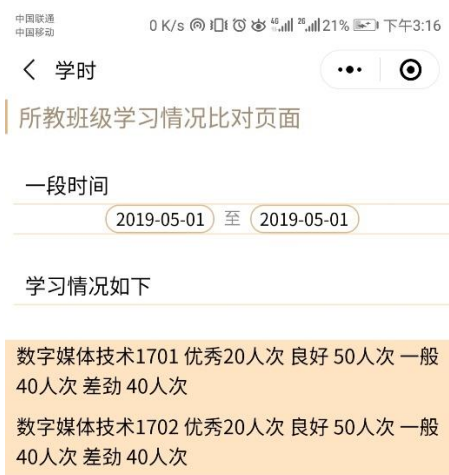 中国联通
中国移动
0 K/s 4G 2G 21% 下午3:16
学时
所教班级学习情况比对页面
一段时间
2019-05-01 至 2019-05-01
学习情况如下
数字媒体技术1701 优秀20人次 良好 50人次 一般
40人次 差劲 40人次
数字媒体技术1702 优秀20人次 良好 50人次 一般
40人次 差劲 40人次